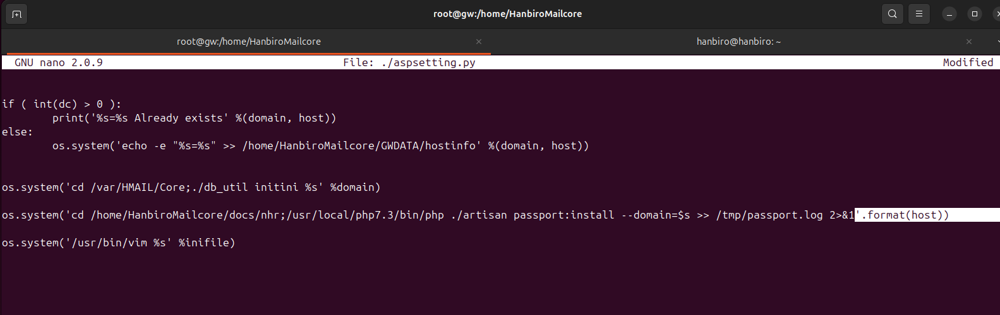 root@gw:/home/HanbiroMailcore
root@gw:/home/HanbiroMailcore × hanbiro@hanbiro: ~ ×
GNU nano 2.0.9 File: ./aspsetting.py Modified
if ( int(dc) > 0 ):
        print('%s=%s Already exists' %(domain, host))
else:
        os.system('echo -e "%s=%s" >> /home/HanbiroMailcore/GWDATA/hostinfo' %(domain, host))
os.system('cd /var/HMAIL/Core;./db_util initini %s' %domain)
os.system('cd /home/HanbiroMailcore/docs/nhr;/usr/local/php7.3/bin/php ./artisan passport:install --domain=$s >> /tmp/passport.log 2>&1'.format(host))
os.system('/usr/bin/vim %s' %inifile)